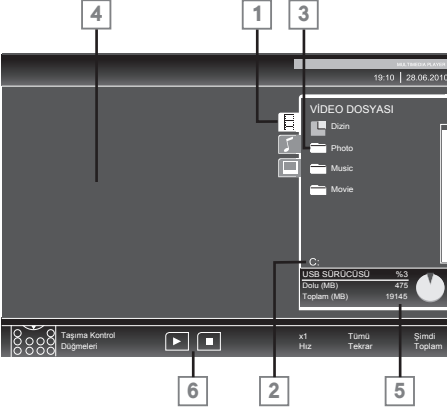 4
1
3
MULTIMEDIA PLAYER
19:10 28.06.2010
VİDEO DOSYASI
Dizin
Photo
Music
Movie
C:
USB SÜRÜCÜSÜ %3
Dolu (MB) 475
Toplam (MB) 19145
Taşıma Kontrol
Düğmeleri
x1
Hız
Tümü
Tekrar
Şimdi
Toplam
6
2
5